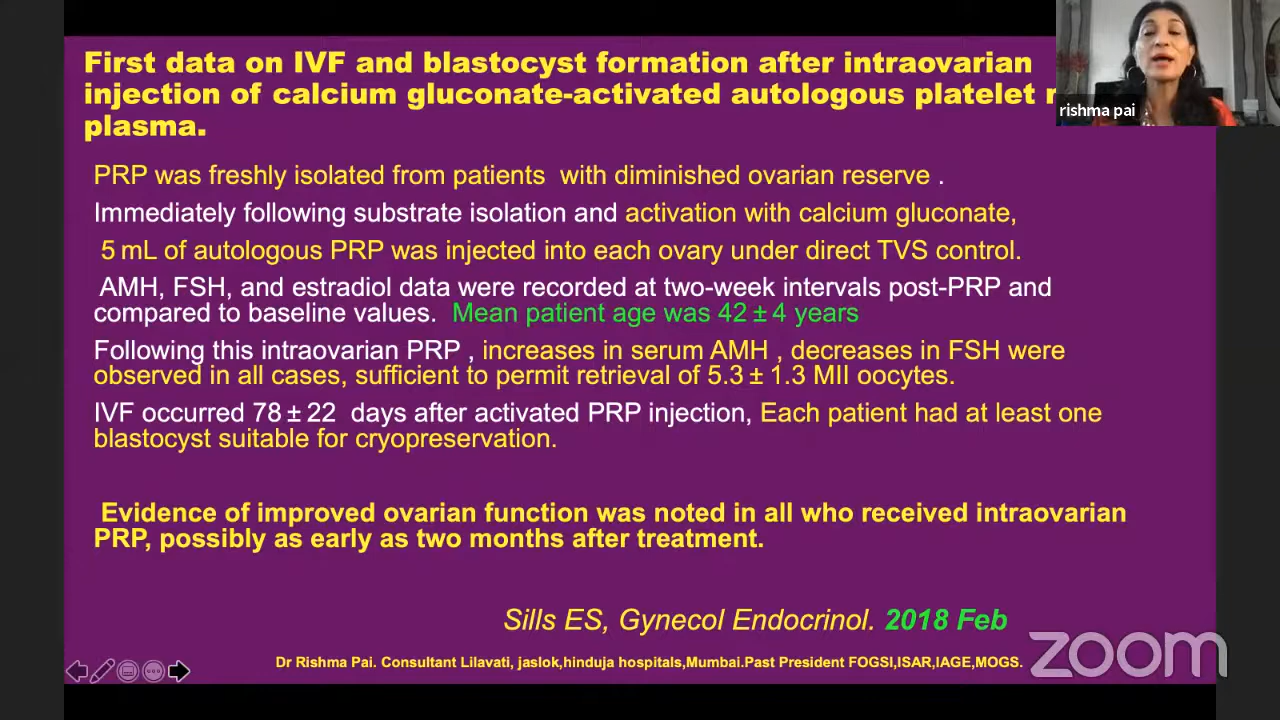 First data on IVF and blastocyst formation after intraovarian
injection of calcium gluconate-activated autologous platelet
plasma.
rishma pai
PRP was freshly isolated from patients with diminished ovarian reserve .
Immediately following substrate isolation and activation with calcium gluconate,
5 mL of autologous PRP was injected into each ovary under direct TVS control.
AMH, FSH, and estradiol data were recorded at two-week intervals post-PRP and
compared to baseline values. Mean patient age was 42 ± 4 years
Following this intraovarian PRP , increases in serum AMH , decreases in FSH were
observed in all cases, sufficient to permit retrieval of 5.3 ± 1.3 MII oocytes.
IVF occurred 78 ± 22 days after activated PRP injection, Each patient had at least one
blastocyst suitable for cryopreservation.
Evidence of improved ovarian function was noted in all who received intraovarian
PRP, possibly as early as two months after treatment.
Sills ES, Gynecol Endocrinol. 2018 Feb
zoom
Dr Rishma Pai. Consultant Lilavati, jaslok,hinduja hospitals,Mumbai.Past President FOGSI,ISAR,IAGE,MOGS.